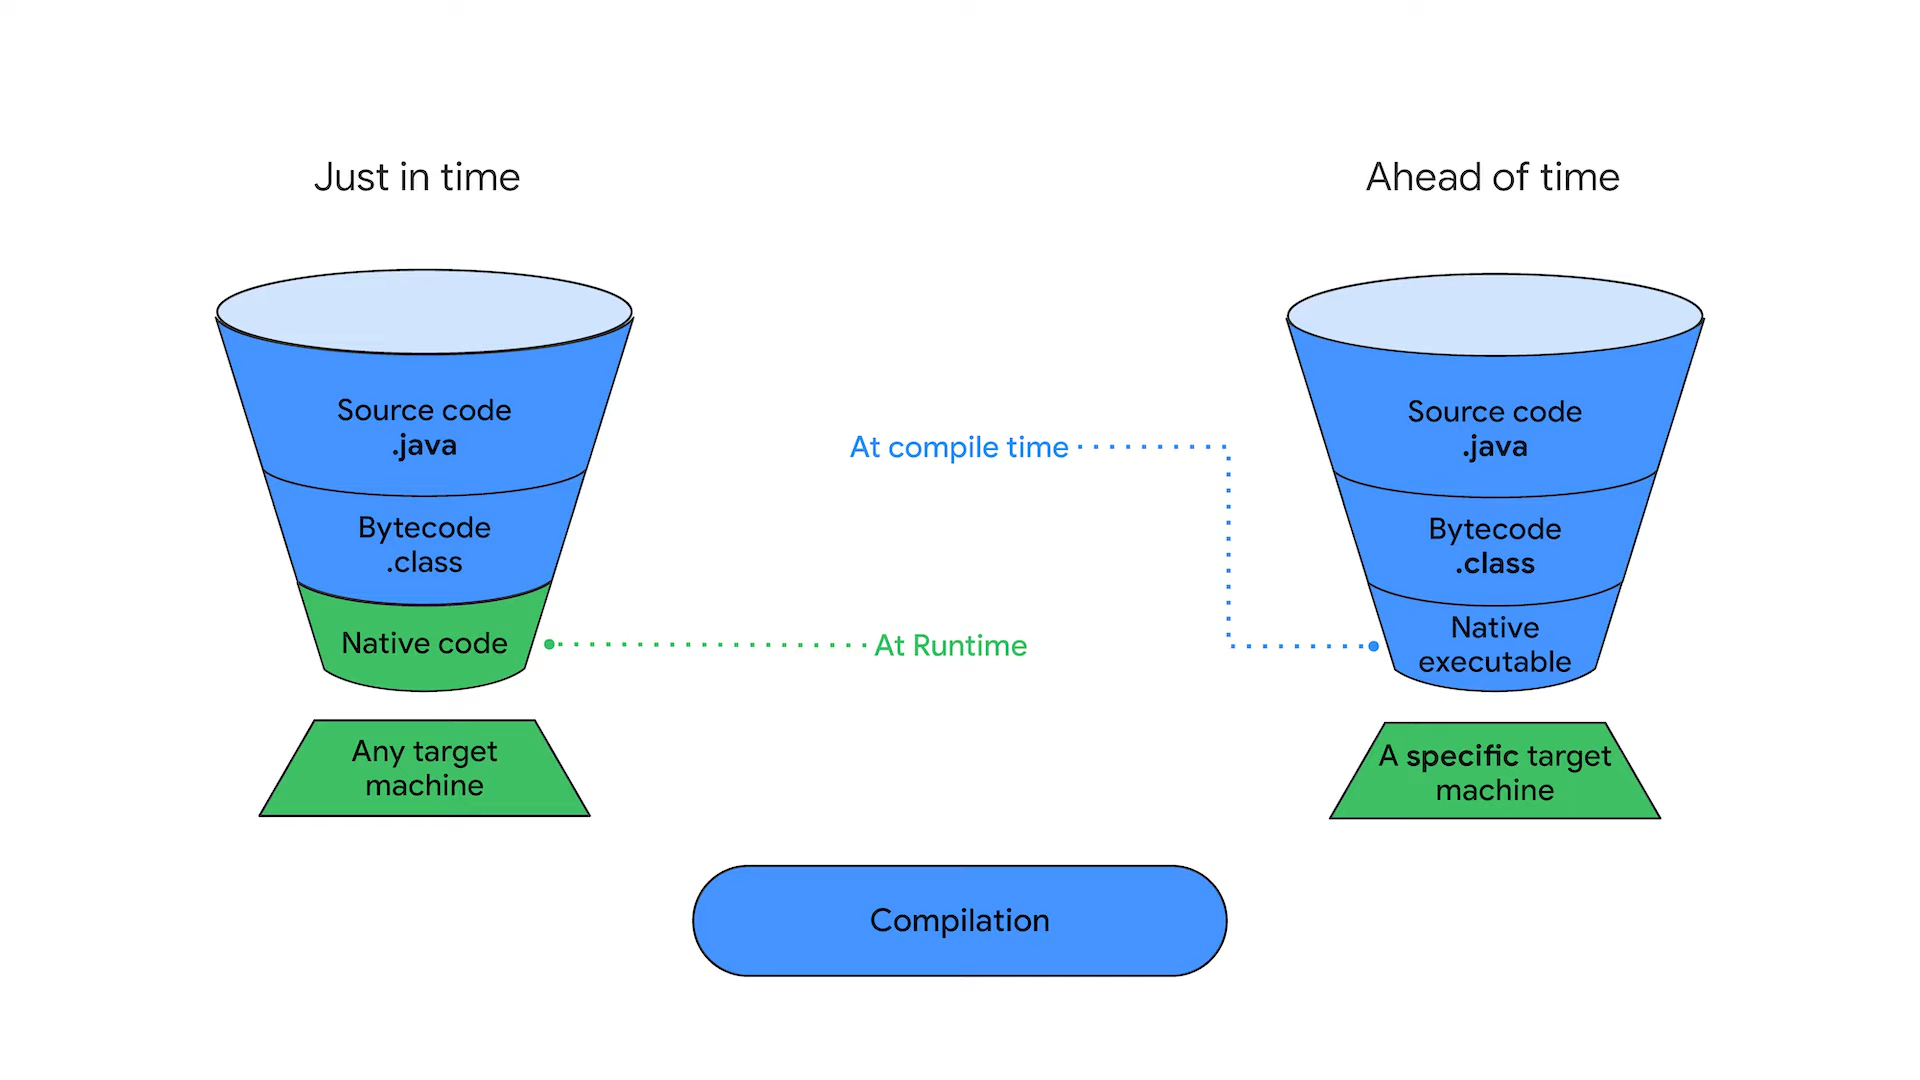 Just in time
Source code
.java
Bytecode
.class
Native code
Any target
machine
At compile time
At Runtime
Ahead of time
Source code
.java
Bytecode
.class
Native
executable
A specific target
machine
Compilation